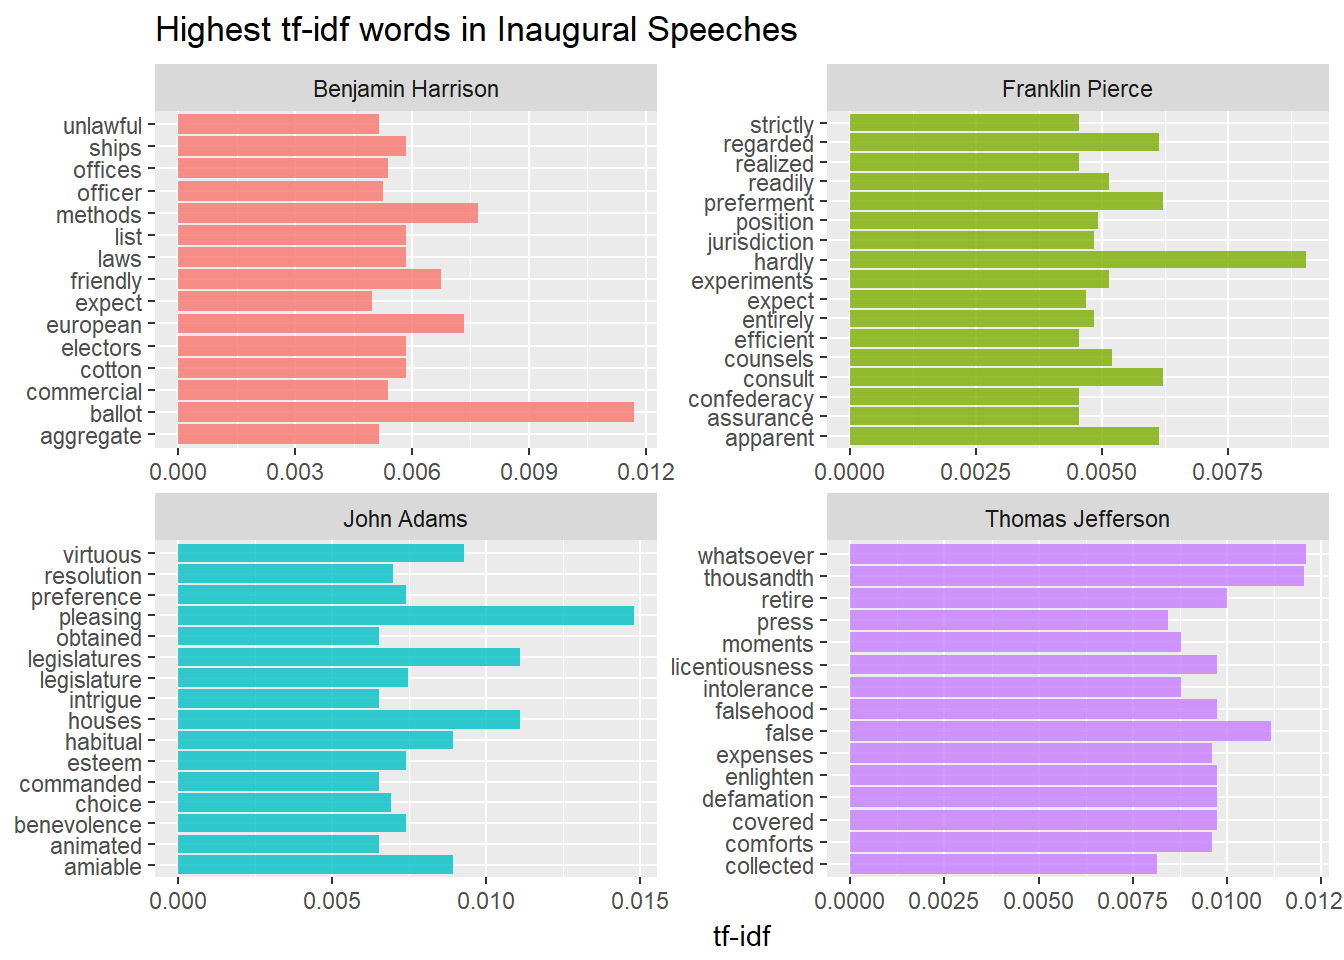 Highest tf-idf words in Inaugural Speeches
Benjamin Harrison
unlawful
ships
offices
officer
methods
list
laws
friendly
expect
european
electors
cotton
commercial
ballot
aggregate
0.000 0.003 0.006 0.009 0.012
Franklin Pierce
strictly
regarded
realized
readily
preferment
position
jurisdiction
hardly
experiments
expect
entirely
efficient
counsels
consult
confederacy
assurance
apparent
0.0000 0.0025 0.0050 0.0075
John Adams
virtuous
resolution
preference
pleasing
obtained
legislatures
legislature
intrigue
houses
habitual
esteem
commanded
choice
benevolence
animated
amiable
0.000 0.005 0.010 0.015
Thomas Jefferson
whatsoever
thousandth
retire
press
moments
licentiousness
intolerance
falsehood
false
expenses
enlighten
defamation
covered
comforts
collected
0.0000 0.0025 0.0050 0.0075 0.0100 0.012
tf-idf